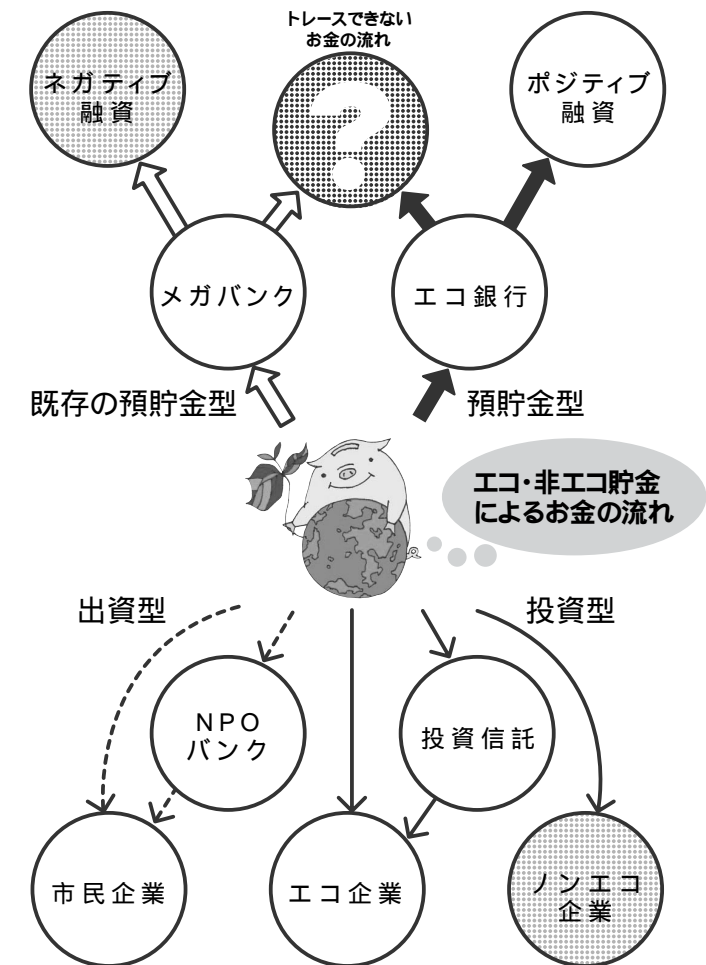 トレースできない
お金の流れ
ネガティブ
融資
?
ポジティブ
融資
メガバンク
エコ銀行
既存の預貯金型
預貯金型
エコ・非エコ貯金
によるお金の流れ
出資型
投資型
NPO
バンク
投資信託
市民企業
エコ企業
ノンエコ
企業